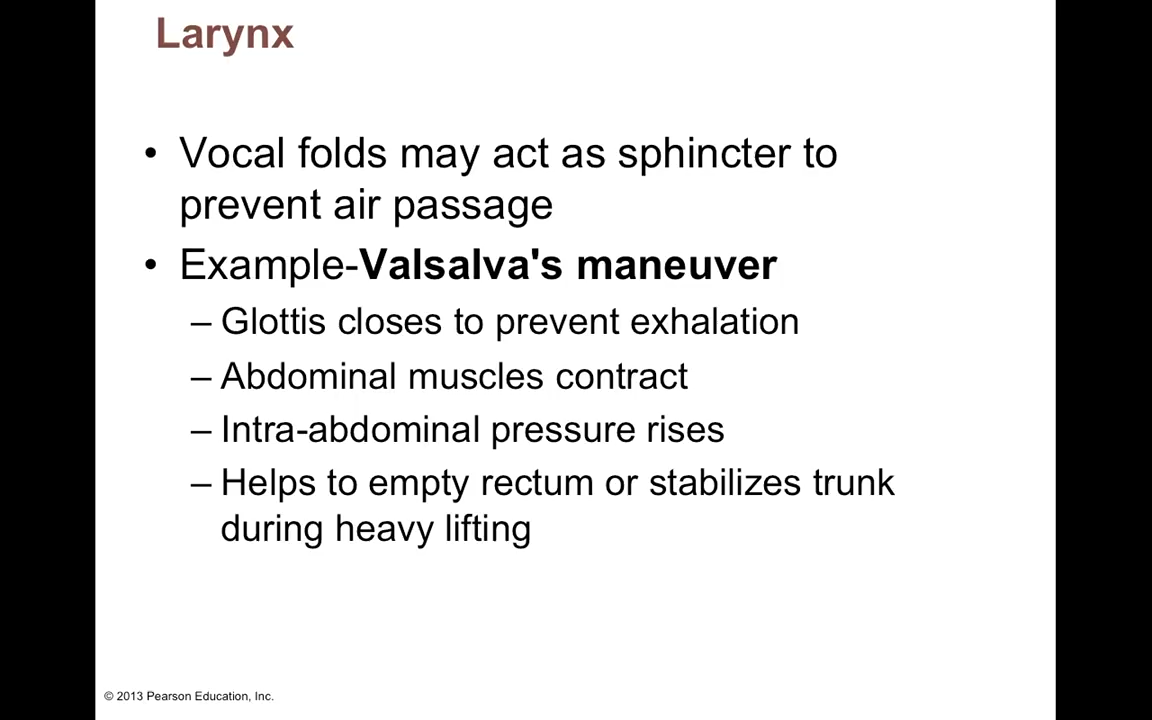 Larynx
• Vocal folds may act as sphincter to
prevent air passage
• Example-Valsalva's maneuver
– Glottis closes to prevent exhalation
– Abdominal muscles contract
– Intra-abdominal pressure rises
– Helps to empty rectum or stabilizes trunk
during heavy lifting
© 2013 Pearson Education, Inc.